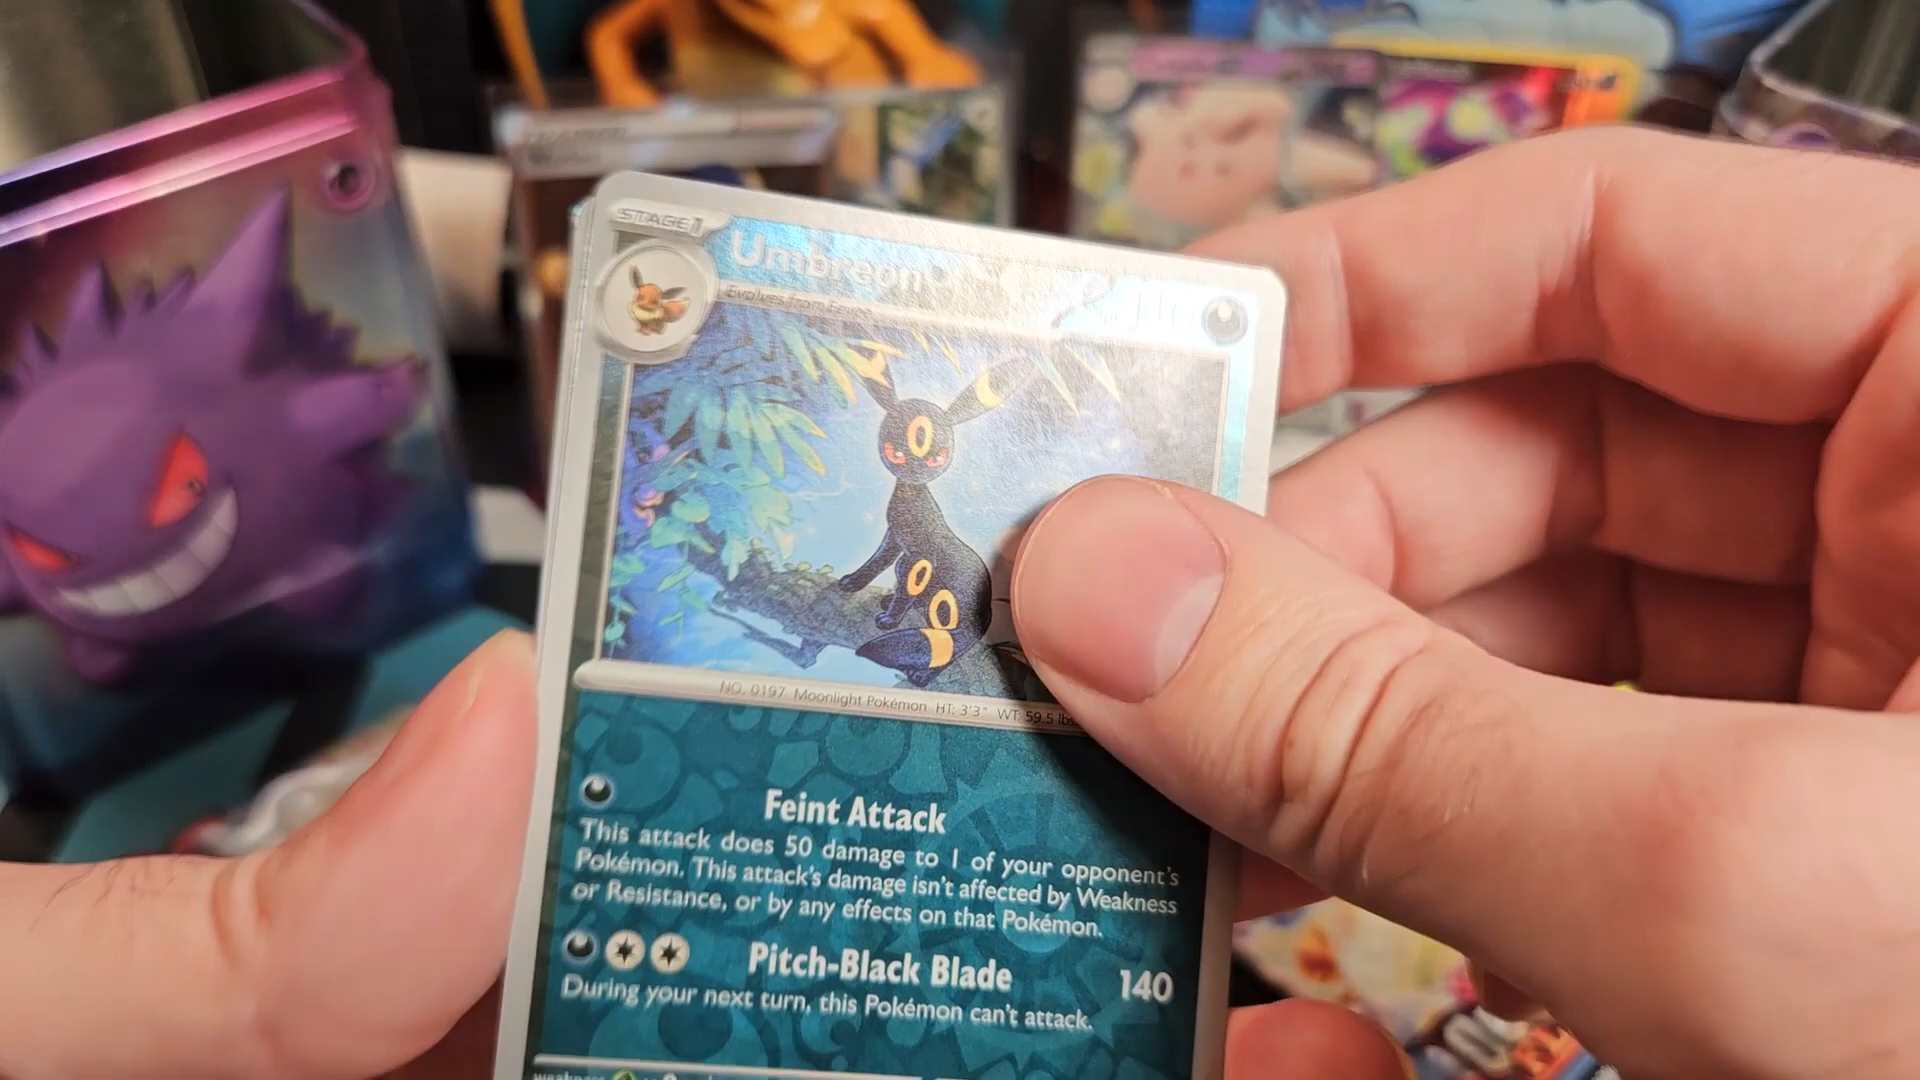 STAGE 1
Umbreon
Evolves from Eevee
NO. 0197 Moonlight Pokémon HT: 3'3" WT: 59.5 lbs
Feint Attack
This attack does 50 damage to 1 of your opponent's
Pokémon. This attack's damage isn't affected by Weakness
or Resistance, or by any effects on that Pokémon.
Pitch-Black Blade 140
During your next turn, this Pokémon can't attack.
weakness